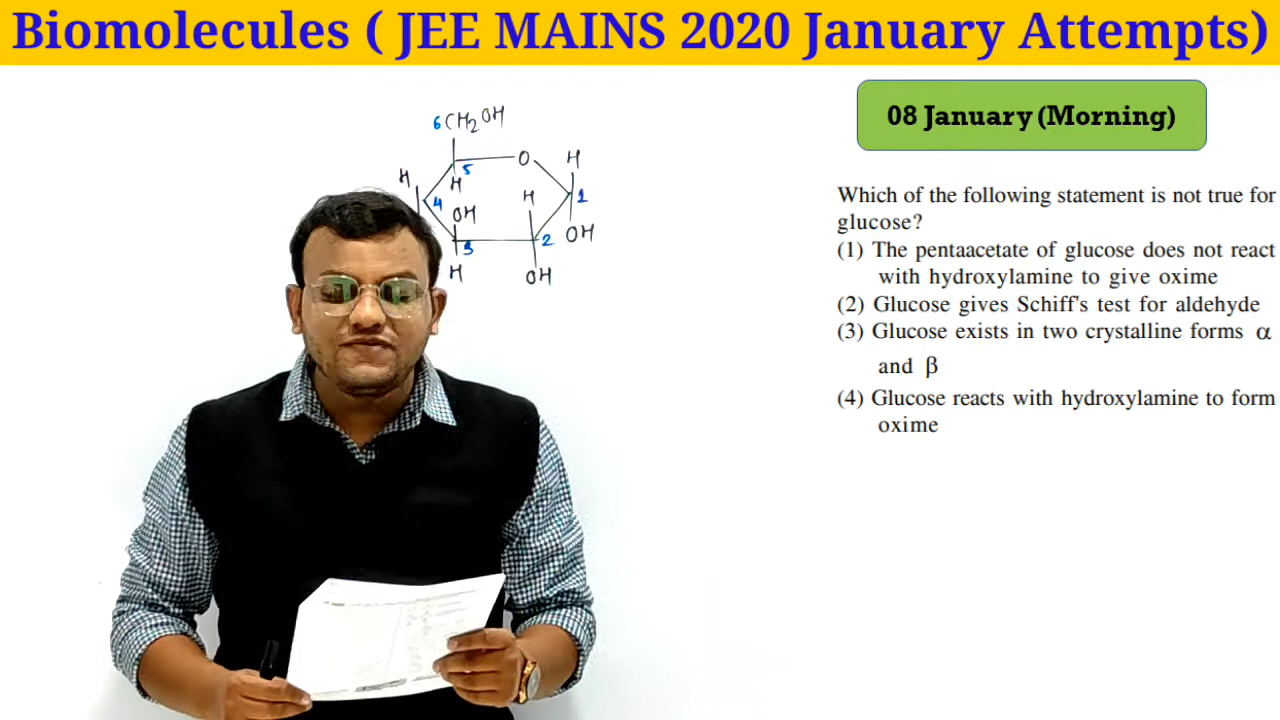 Biomolecules ( JEE MAINS 2020 January Attempts)
08 January (Morning)
6 CH2OH
5
O
H
H
H
H
4
1
OH
3
2
OH
H
OH
Which of the following statement is not true for
glucose?
(1) The pentaacetate of glucose does not react
with hydroxylamine to give oxime
(2) Glucose gives Schiff's test for aldehyde
(3) Glucose exists in two crystalline forms α
and β
(4) Glucose reacts with hydroxylamine to form
oxime